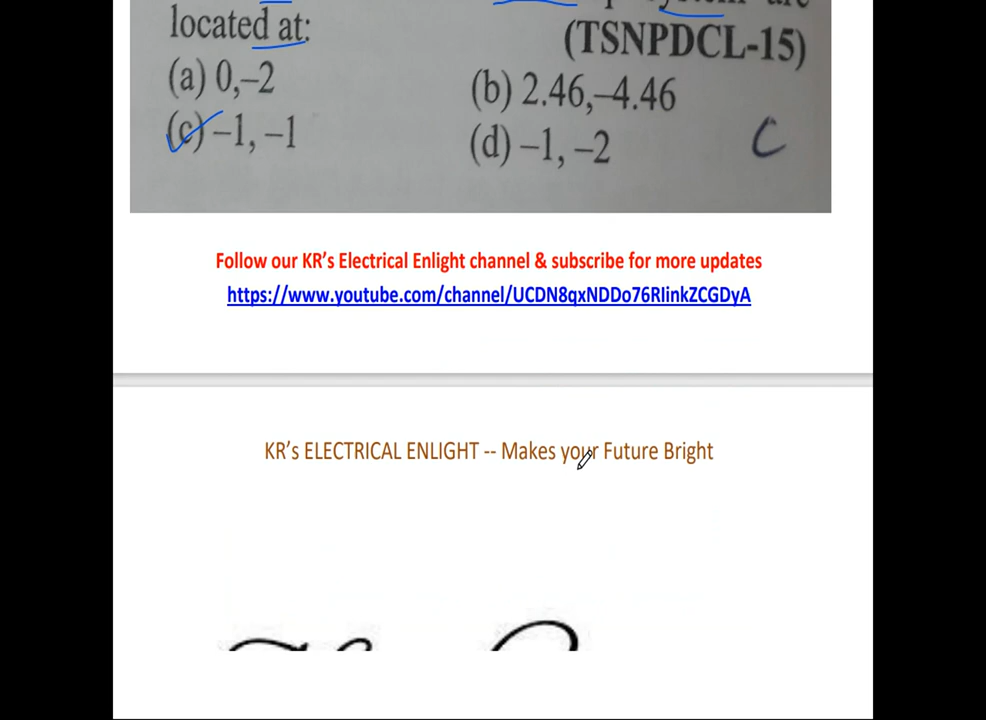 located at:
(TSNPDCL-15)
(a) 0,–2
(b) 2.46,–4.46
(c) –1, –1
(d) –1, –2
C
Follow our KR's Electrical Enlight channel & subscribe for more updates
https://www.youtube.com/channel/UCDN8qxNDDo76RIinkZCGDyA
KR's ELECTRICAL ENLIGHT -- Makes your Future Bright